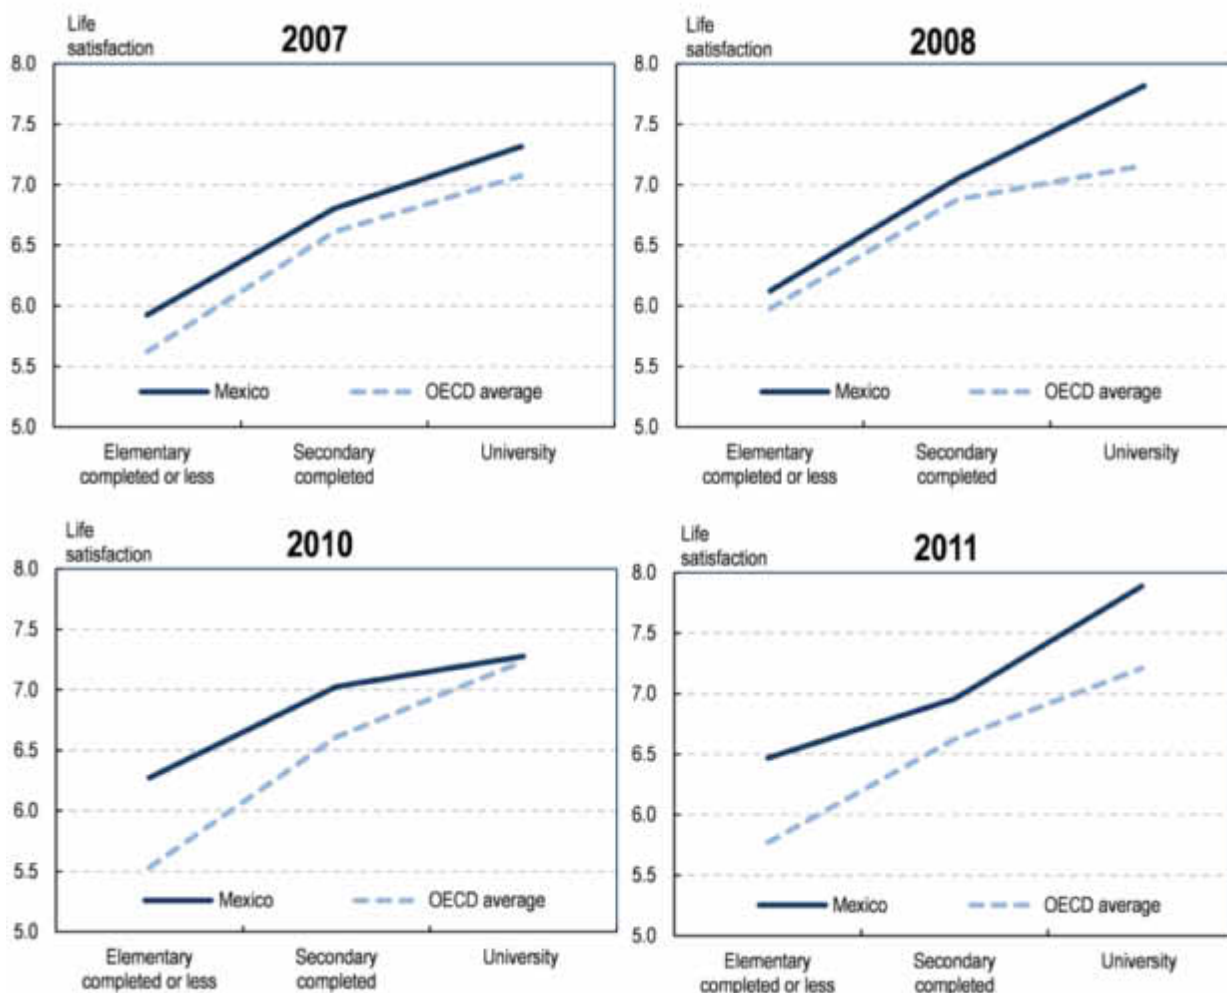 Life
satisfaction
2007
8.0
7.5
7.0
6.5
6.0
5.5
5.0
Mexico
OECD average
Elementary
completed or less
Secondary
completed
University
Life
satisfaction
2008
8.0
7.5
7.0
6.5
6.0
5.5
5.0
Mexico
OECD average
Elementary
completed or less
Secondary
completed
University
Life
satisfaction
2010
8.0
7.5
7.0
6.5
6.0
5.5
5.0
Mexico
OECD average
Elementary
completed or less
Secondary
completed
University
Life
satisfaction
2011
8.0
7.5
7.0
6.5
6.0
5.5
5.0
Mexico
OECD average
Elementary
completed or less
Secondary
completed
University